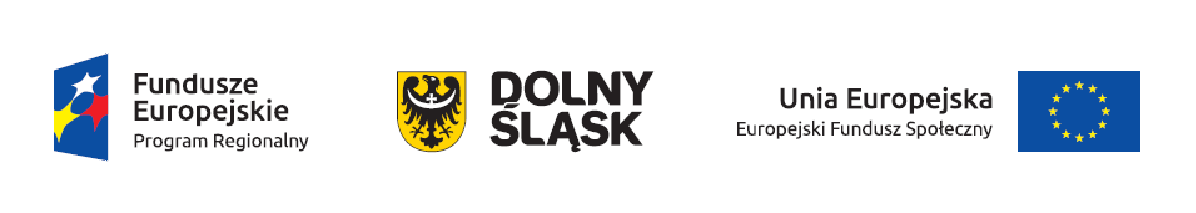 Fundusze
Europejskie
Program Regionalny
DOLNY
ŚLĄSK
Unia Europejska
Europejski Fundusz Społeczny